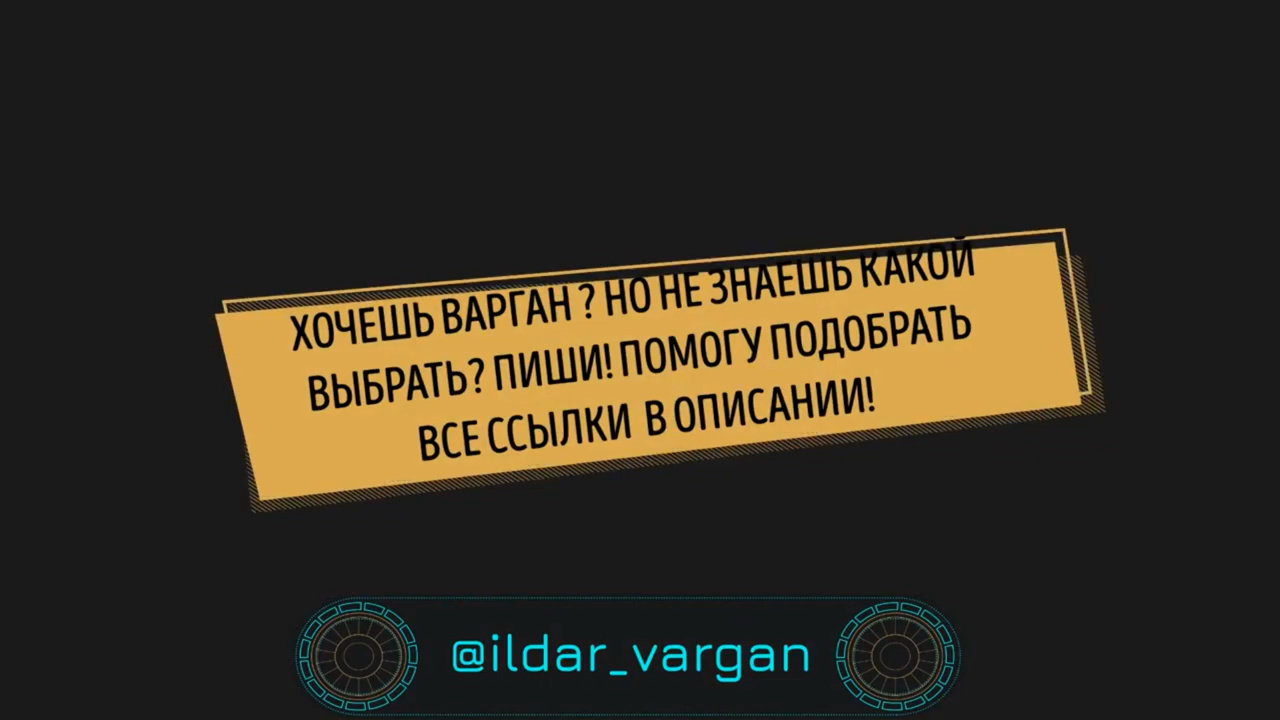 ХОЧЕШЬ ВАРГАН ? НО НЕ ЗНАЕШЬ КАКОЙ
ВЫБРАТЬ? ПИШИ! ПОМОГУ ПОДОБРАТЬ
ВСЕ ССЫЛКИ В ОПИСАНИИ!
@ildar_vargan